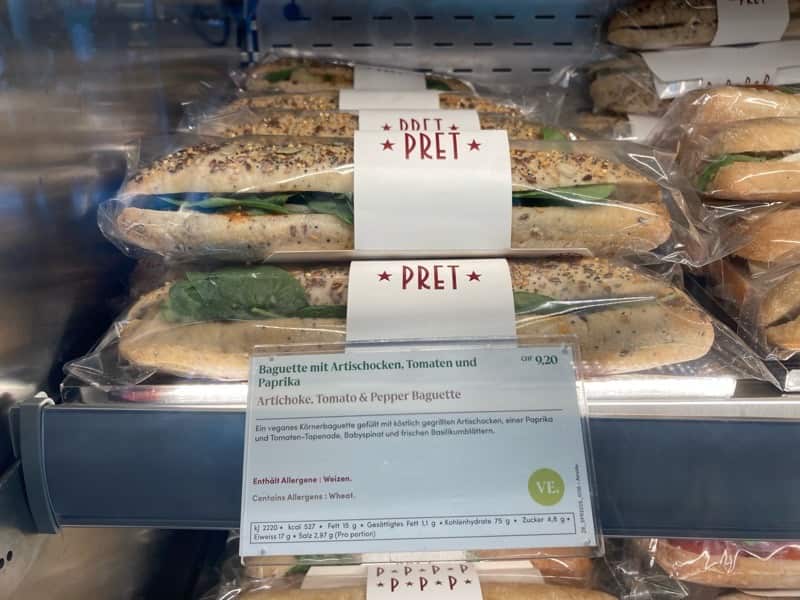 PRET
PRET
★ PRET ★
★ PRET ★
Baguette mit Artischocken, Tomaten und
Paprika
CHF 9,20
Artichoke, Tomato & Pepper Baguette
Ein veganes Körnerbaguette gefüllt mit köstlich gegrillten Artischocken, einer Paprika
und Tomaten-Tapenade, Babyspinat und frischen Basilikumblättern.
Enthält Allergene : Weizen.
Contains Allergens : Wheat.
VE.
kJ 2220 • kcal 527 • Fett 15 g • Gesättigtes Fett 1,1 g • Kohlenhydrate 75 g • Zucker 4,8 g •
Eiweiss 17 g • Salz 2,97 g (Pro portion)
P★P★P★P
★P★P★P★